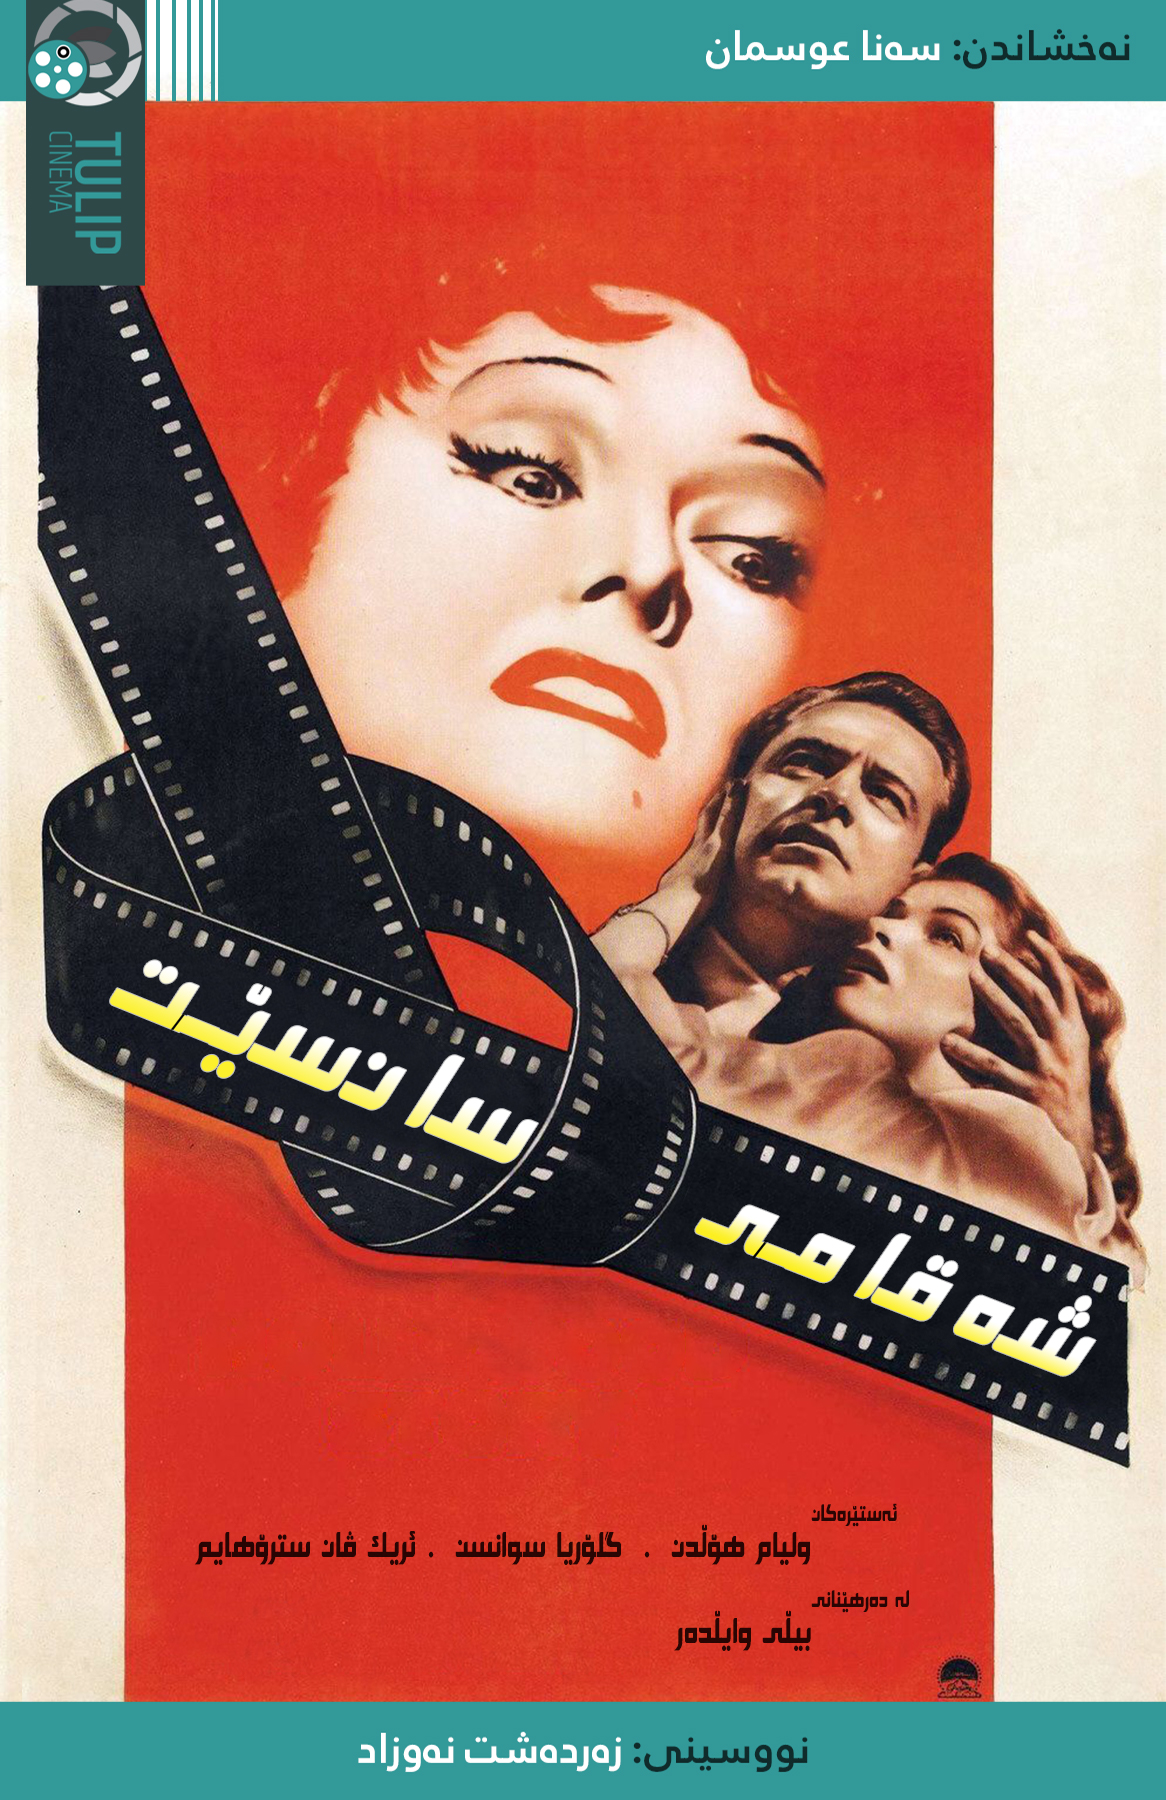 نەخشاندن: سەنا عوسمان
TULIP
CINEMA
شەقامی
سانسێت
ئەستێرەکان
ولیام هۆڵدن . گلۆریا سوانسن . ئریك ڤان سترۆهایم
لە دەرهێنانی
بیڵی وایڵدەر
نووسینی: زەردەشت نەوزاد